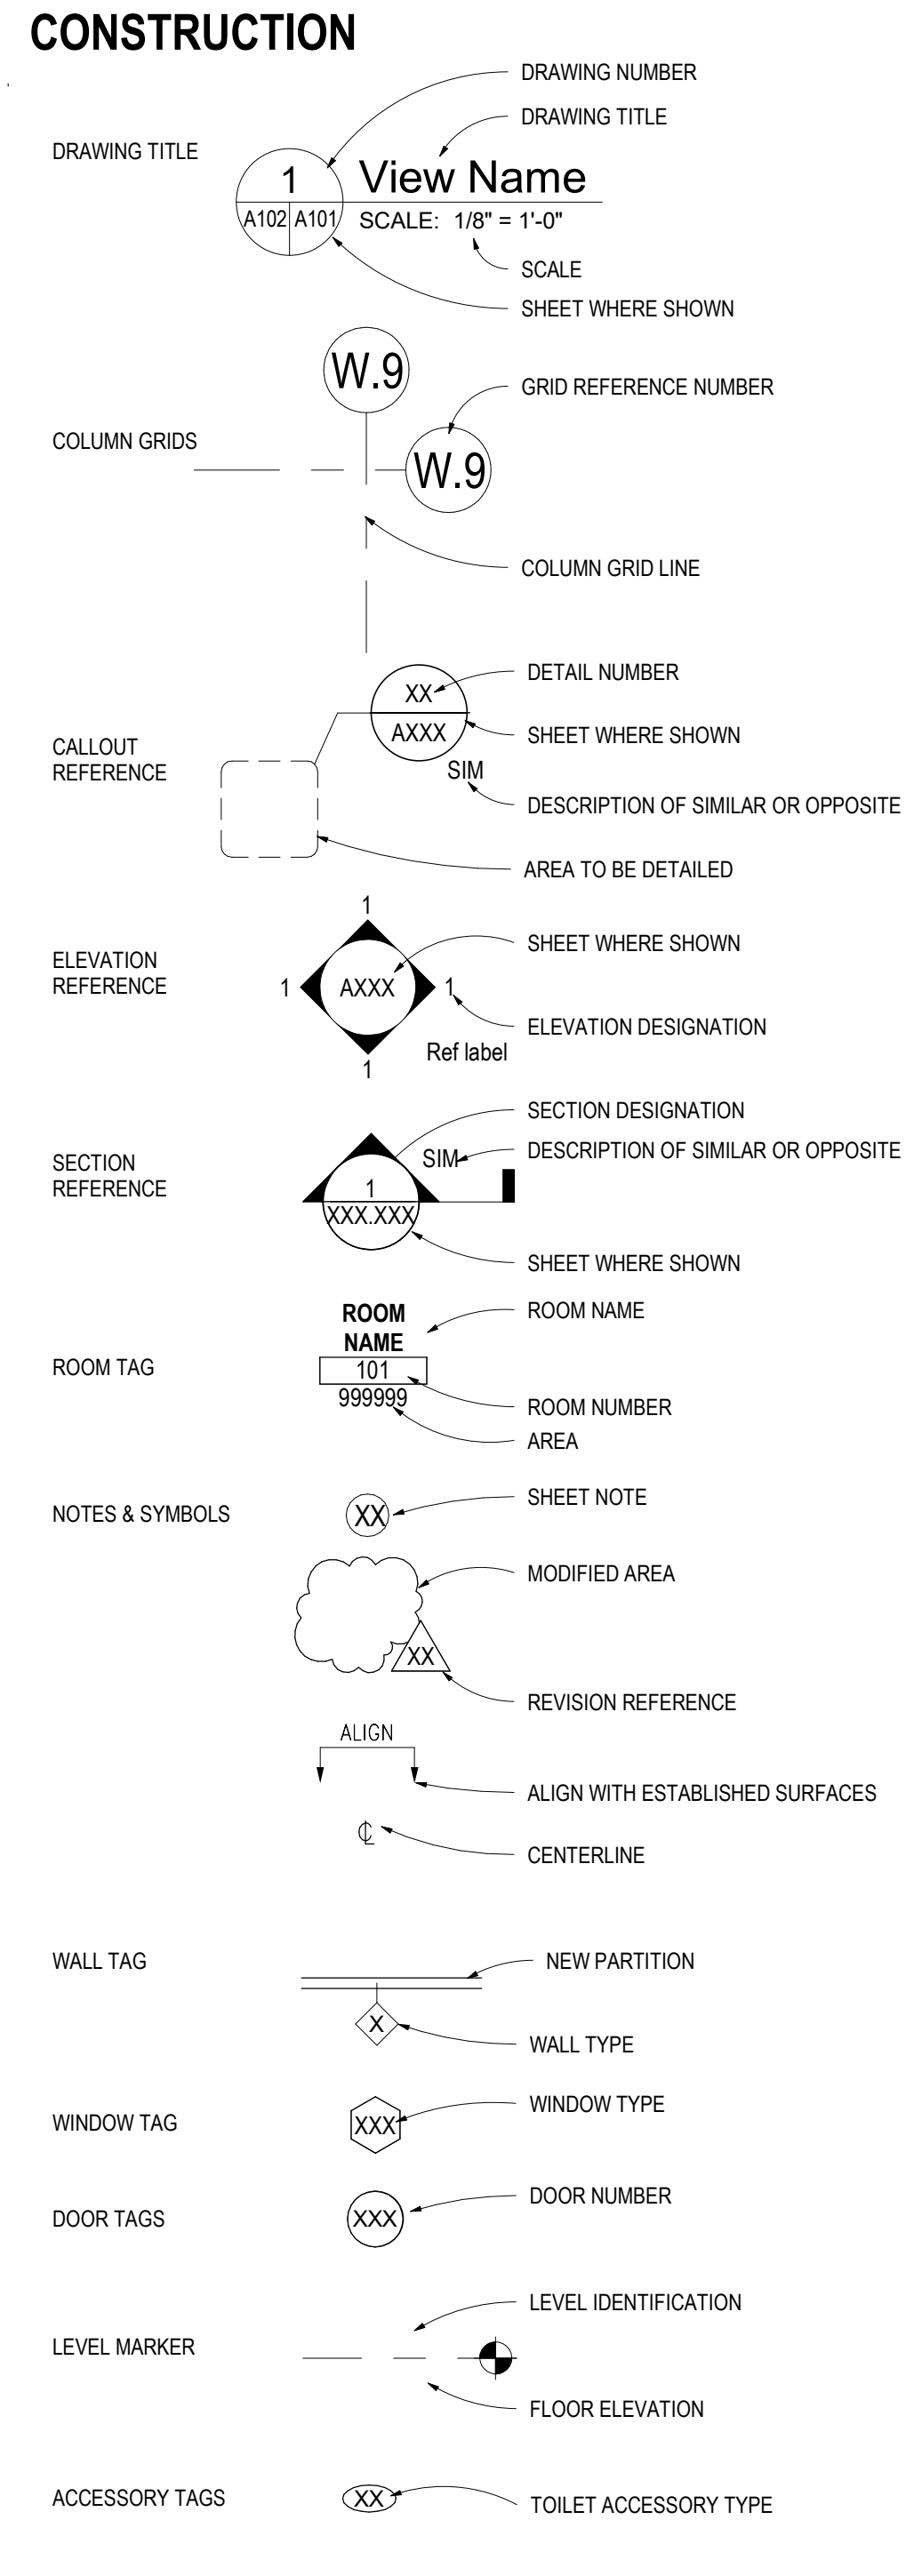 CONSTRUCTION
DRAWING NUMBER
DRAWING TITLE
DRAWING TITLE
1
View Name
A102
A101
SCALE: 1/8" = 1'-0"
SCALE
SHEET WHERE SHOWN
W.9
GRID REFERENCE NUMBER
COLUMN GRIDS
W.9
COLUMN GRID LINE
DETAIL NUMBER
XX
SHEET WHERE SHOWN
AXXX
CALLOUT
REFERENCE
SIM
DESCRIPTION OF SIMILAR OR OPPOSITE
AREA TO BE DETAILED
1
SHEET WHERE SHOWN
ELEVATION
REFERENCE
1
AXXX
1
ELEVATION DESIGNATION
Ref label
1
SECTION DESIGNATION
SIM
DESCRIPTION OF SIMILAR OR OPPOSITE
SECTION
REFERENCE
1
XXX.XXX
SHEET WHERE SHOWN
ROOM
NAME
ROOM NAME
ROOM TAG
101
999999
ROOM NUMBER
AREA
NOTES & SYMBOLS
XX
SHEET NOTE
MODIFIED AREA
XX
REVISION REFERENCE
ALIGN
ALIGN WITH ESTABLISHED SURFACES
℄
CENTERLINE
WALL TAG
NEW PARTITION
X
WALL TYPE
WINDOW TAG
XXX
WINDOW TYPE
DOOR TAGS
XXX
DOOR NUMBER
LEVEL IDENTIFICATION
LEVEL MARKER
FLOOR ELEVATION
ACCESSORY TAGS
XX
TOILET ACCESSORY TYPE